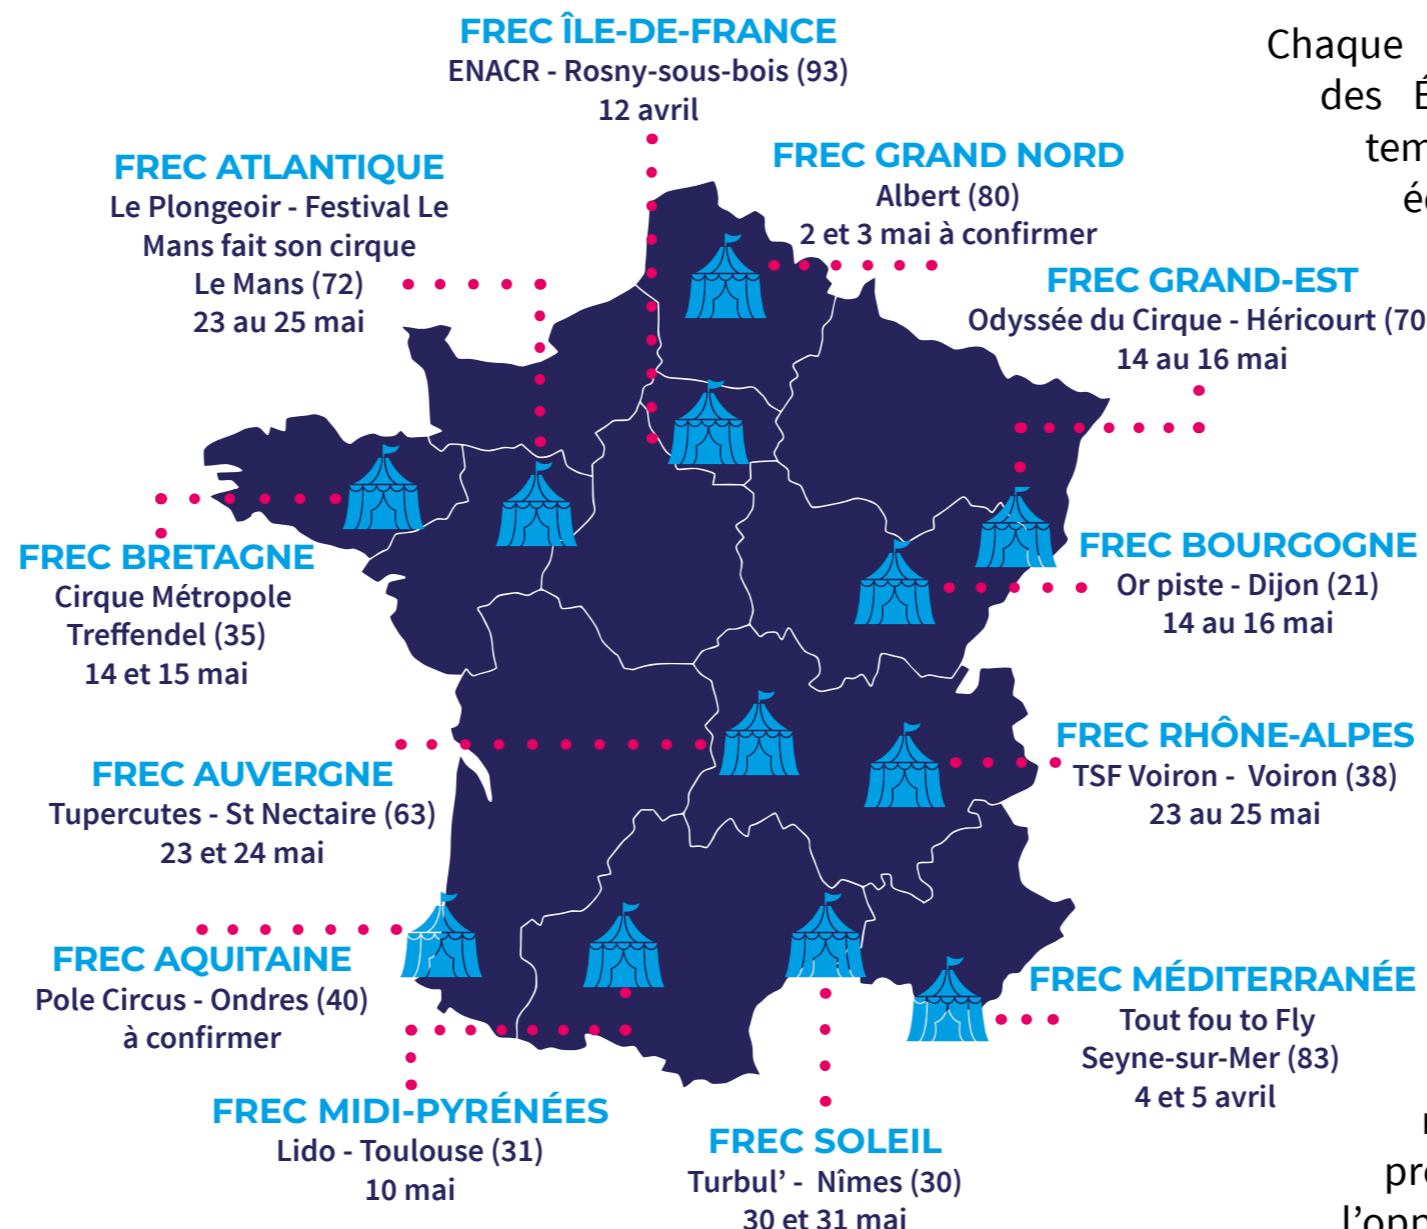 FREC ÎLE-DE-FRANCE
ENACR - Rosny-sous-bois (93)
12 avril
Chaque
des
FREC ATLANTIQUE
Le Plongeoir - Festival Le
Mans fait son cirque
Le Mans (72)
23 au 25 mai
FREC GRAND NORD
Albert (80)
2 et 3 mai à confirmer
FREC GRAND-EST
Odyssée du Cirque - Héricourt (70
14 au 16 mai
FREC BRETAGNE
Cirque Métropole
Treffendel (35)
14 et 15 mai
FREC BOURGOGNE
Or piste - Dijon (21)
14 au 16 mai
FREC AUVERGNE
Tupercutes - St Nectaire (63)
23 et 24 mai
FREC RHÔNE-ALPES
TSF Voiron - Voiron (38)
23 au 25 mai
FREC AQUITAINE
Pole Circus - Ondres (40)
à confirmer
FREC MÉDITERRANÉE
Tout fou to Fly
Seyne-sur-Mer (83)
4 et 5 avril
FREC MIDI-PYRÉNÉES
Lido - Toulouse (31)
10 mai
FREC SOLEIL
Turbul' - Nîmes (30)
30 et 31 mai